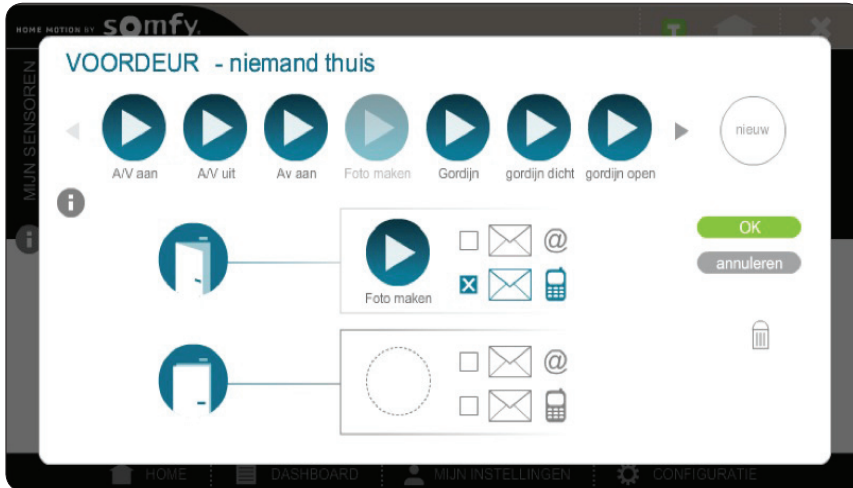 HOME MOTION BY somfy.
MIJN SENSOREN
VOORDEUR - niemand thuis
A/V aan
A/V uit
Av aan
Foto maken
Gordijn
gordijn dicht
gordijn open
nieuw
OK
annuleren
Foto maken
@
@
HOME
DASHBOARD
MIJN INSTELLINGEN
CONFIGURATIE